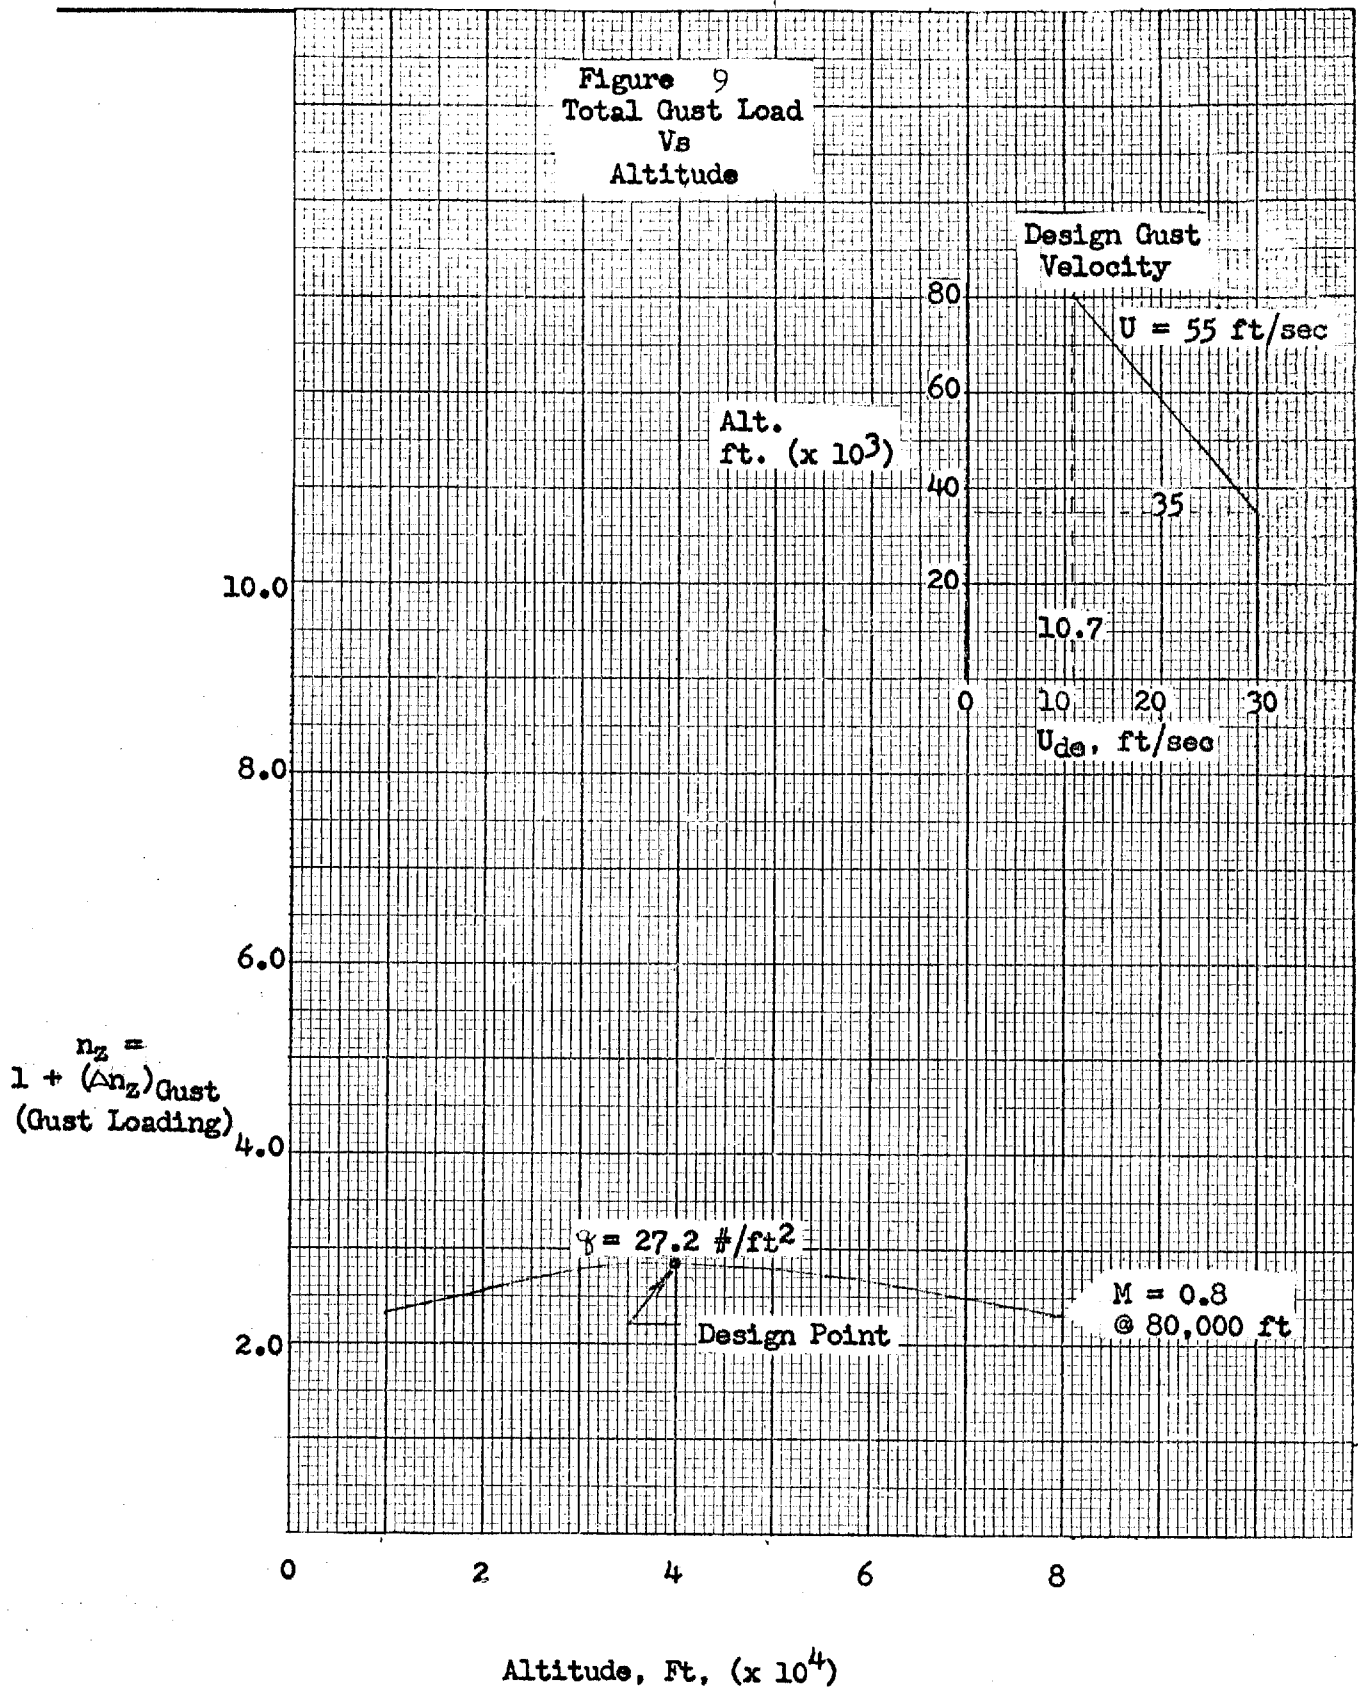 Figure 9
Total Gust Load
Vs
Altitude
Design Gust
Velocity
80
U = 55 ft/sec
60
Alt.
ft. (x 10³)
40
35
10.0
20
10.7
0 10 20 30
U_de, ft/sec
8.0
6.0
n_z =
1 + (Δn_z)Gust
(Gust Loading)
4.0
q = 27.2 #/ft²
M = 0.8
@ 80,000 ft
Design Point
2.0
0 2 4 6 8
Altitude, Ft, (x 10⁴)